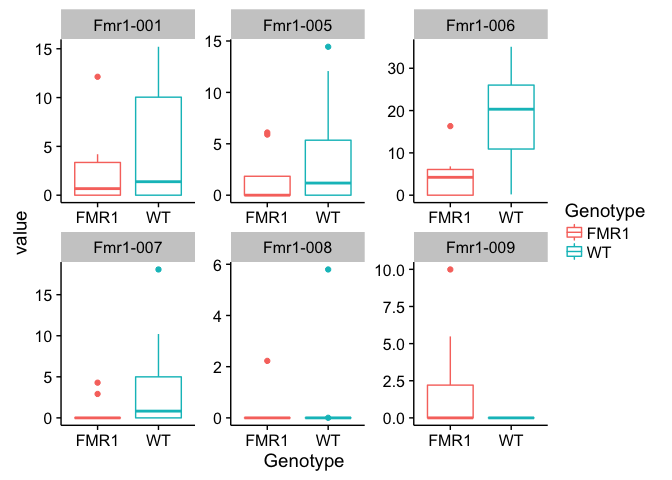 Fmr1-001 Fmr1-005 Fmr1-006
15
10
5
0
15
10
5
0
30
20
10
0
FMR1 WT FMR1 WT FMR1 WT
value
Genotype
FMR1
WT
Fmr1-007 Fmr1-008 Fmr1-009
15
10
5
0
6
4
2
0
10.0
7.5
5.0
2.5
0.0
FMR1 WT FMR1 WT FMR1 WT
Genotype